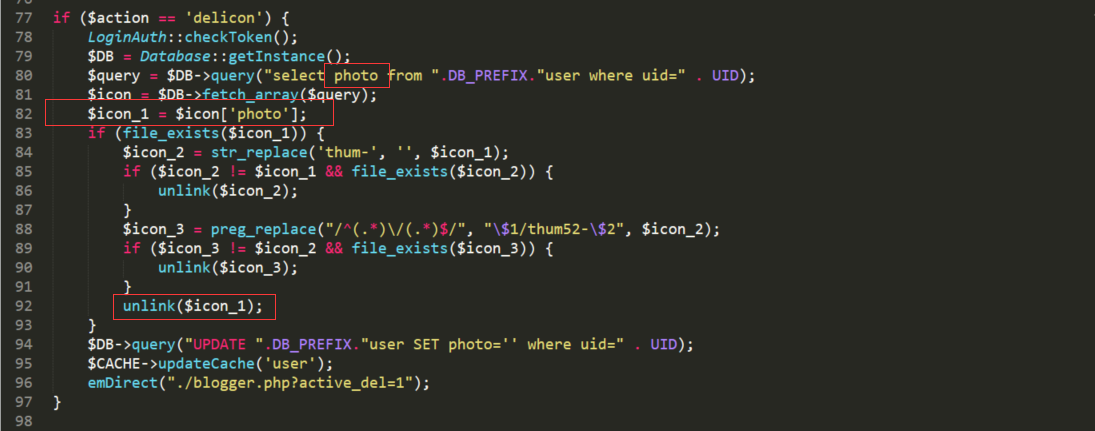 77 if ($action == 'delicon') {
78     LoginAuth::checkToken();
79     $DB = Database::getInstance();
80     $query = $DB->query("select photo from ".DB_PREFIX."user where uid=" . UID);
81     $icon = $DB->fetch_array($query);
82     $icon_1 = $icon['photo'];
83     if (file_exists($icon_1)) {
84         $icon_2 = str_replace('thum-', '', $icon_1);
85         if ($icon_2 != $icon_1 && file_exists($icon_2)) {
86             unlink($icon_2);
87         }
88         $icon_3 = preg_replace("/^(.*)\/(.*)$/", "\$1/thum52-\$2", $icon_2);
89         if ($icon_3 != $icon_2 && file_exists($icon_3)) {
90             unlink($icon_3);
91         }
92         unlink($icon_1);
93     }
94     $DB->query("UPDATE ".DB_PREFIX."user SET photo='' where uid=" . UID);
95     $CACHE->updateCache('user');
96     emDirect("./blogger.php?active_del=1");
97 }
98